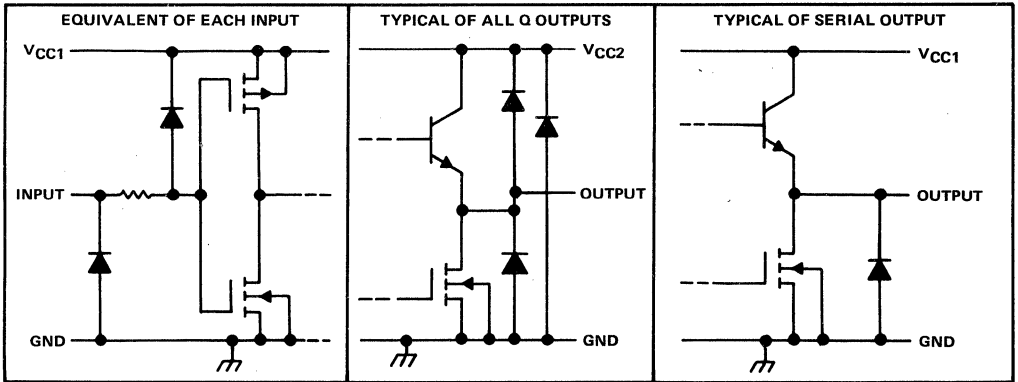 EQUIVALENT OF EACH INPUT
VCC1
INPUT
GND
TYPICAL OF ALL Q OUTPUTS
VCC2
OUTPUT
GND
TYPICAL OF SERIAL OUTPUT
VCC1
OUTPUT
GND